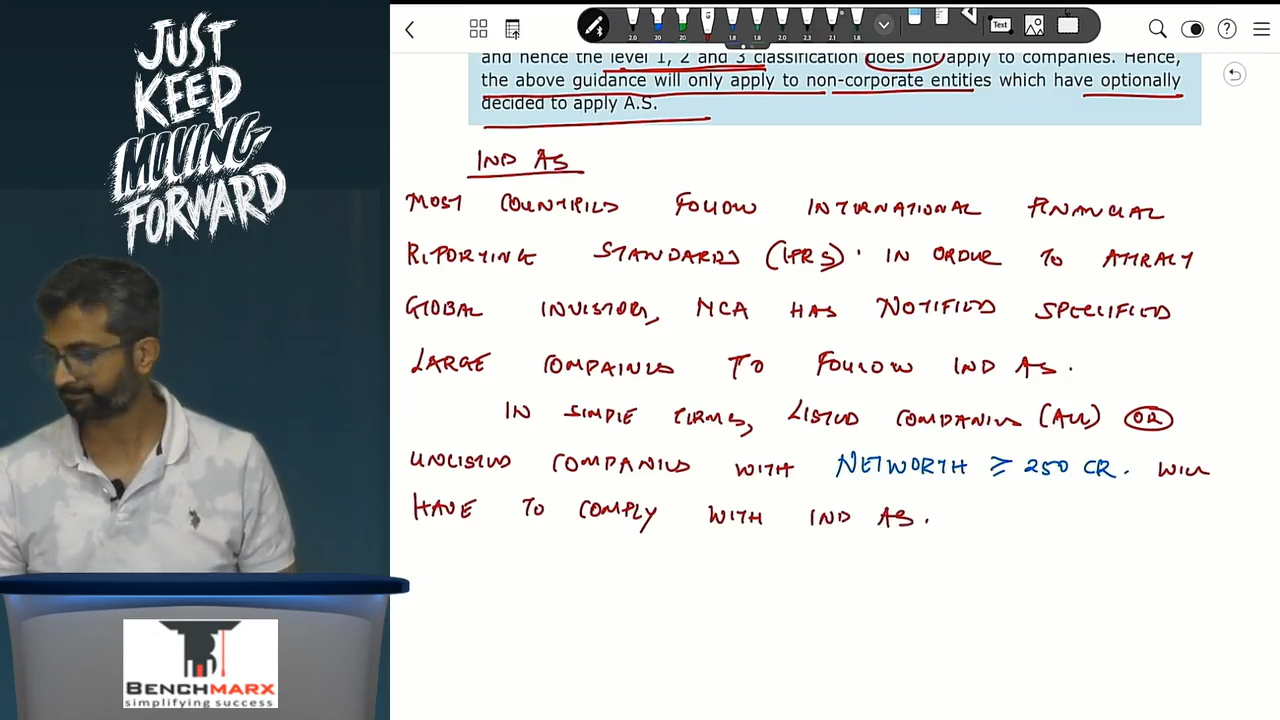 JUST
KEEP
MOVING
FORWARD
BENCHMARX
simplifying success
Text
and hence the level 1, 2 and 3 classification does not apply to companies. Hence,
the above guidance will only apply to non-corporate entities which have optionally
decided to apply A.S.
IND AS
MOST COUNTRIES FOLLOW INTERNATIONAL FINANCIAL
REPORTING STANDARDS (IFRS). IN ORDER TO ATTRACT
GLOBAL INVESTORS, MCA HAS NOTIFIED SPECIFIED
LARGE COMPANIES TO FOLLOW IND AS.
IN SIMPLE TERMS, LISTED COMPANIES (ALL) OR
UNLISTED COMPANIES WITH NETWORTH ≥ 250 CR. WILL
HAVE TO COMPLY WITH IND AS.